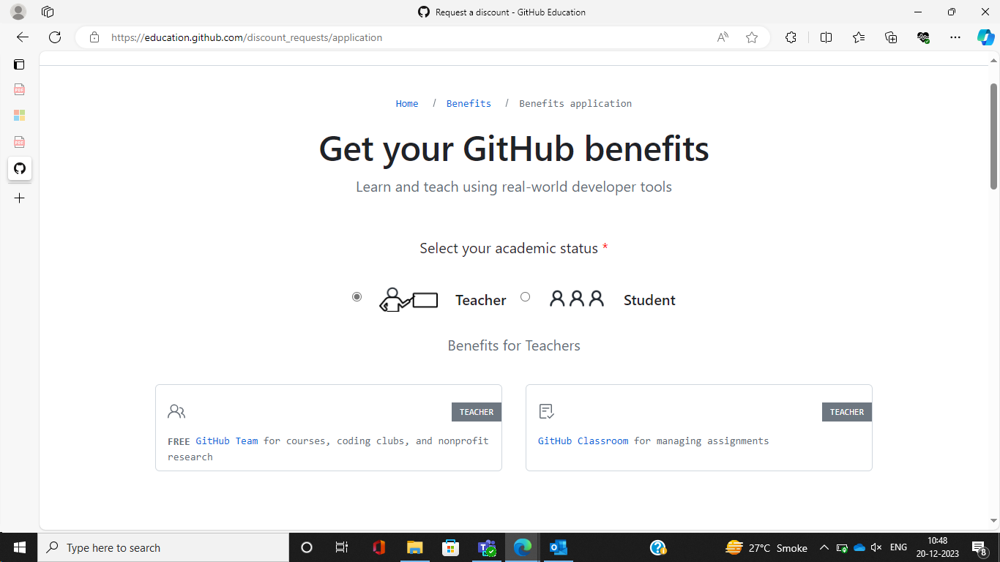 Request a discount - GitHub Education
https://education.github.com/discount_requests/application
Home / Benefits / Benefits application
Get your GitHub benefits
Learn and teach using real-world developer tools
Select your academic status *
Teacher
Student
Benefits for Teachers
TEACHER
FREE GitHub Team for courses, coding clubs, and nonprofit
research
TEACHER
GitHub Classroom for managing assignments
Type here to search
27°C Smoke
ENG
10:48
20-12-2023
8